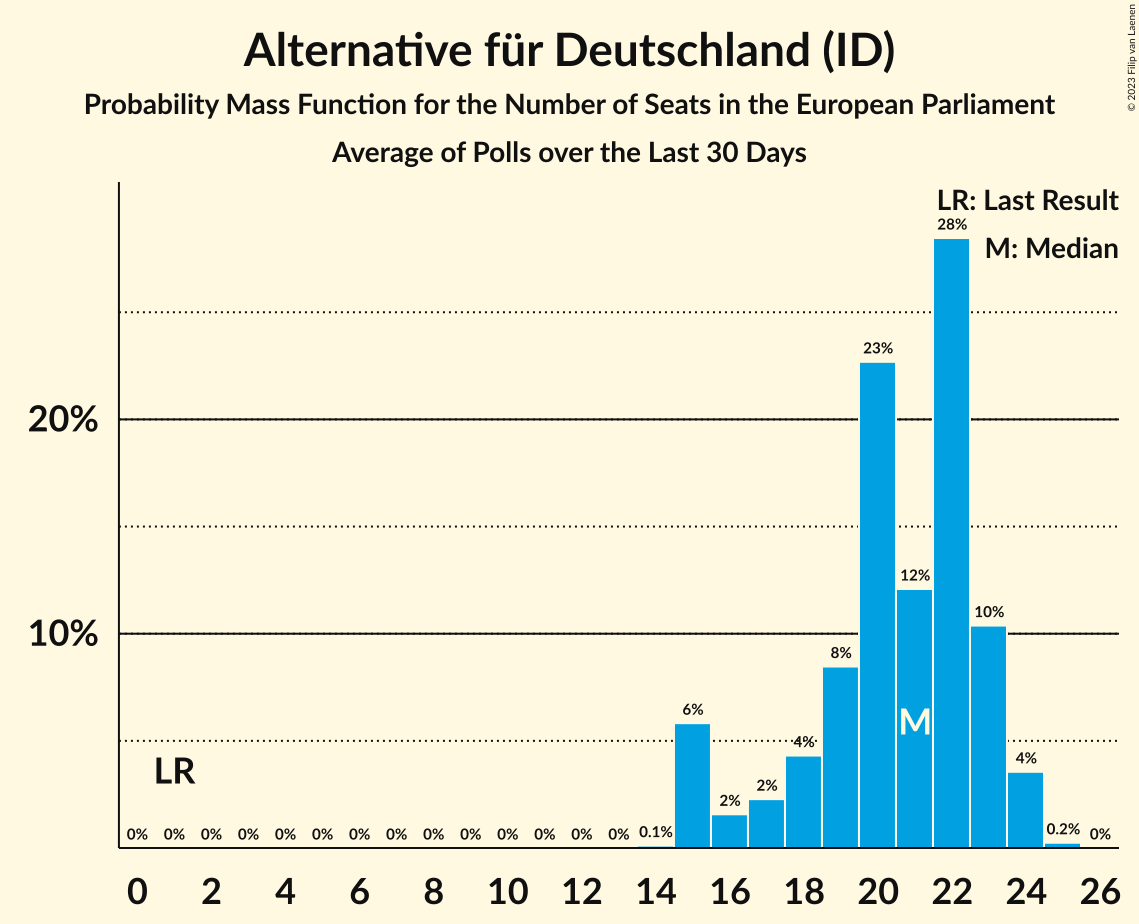 Alternative für Deutschland (ID)
Probability Mass Function for the Number of Seats in the European Parliament
Average of Polls over the Last 30 Days
© 2023 Filip van Laenen
LR: Last Result
M: Median
28%
23%
20%
12%
10%
10%
8%
6%
M
4%
LR
4%
2%
2%
0% 0% 0% 0% 0% 0% 0% 0% 0% 0% 0% 0% 0% 0% 0.1% 0.2% 0%
0 2 4 6 8 10 12 14 16 18 20 22 24 26